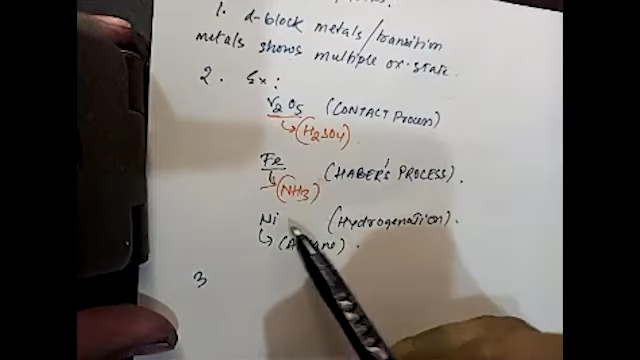 1. d-block metals/transition
metals shows multiple ox-state.
2. Ex:
V2O5 (CONTACT Process)
↳(H2SO4)
Fe (HABER'S PROCESS).
↳(NH3)
Ni (Hydrogenation).
3